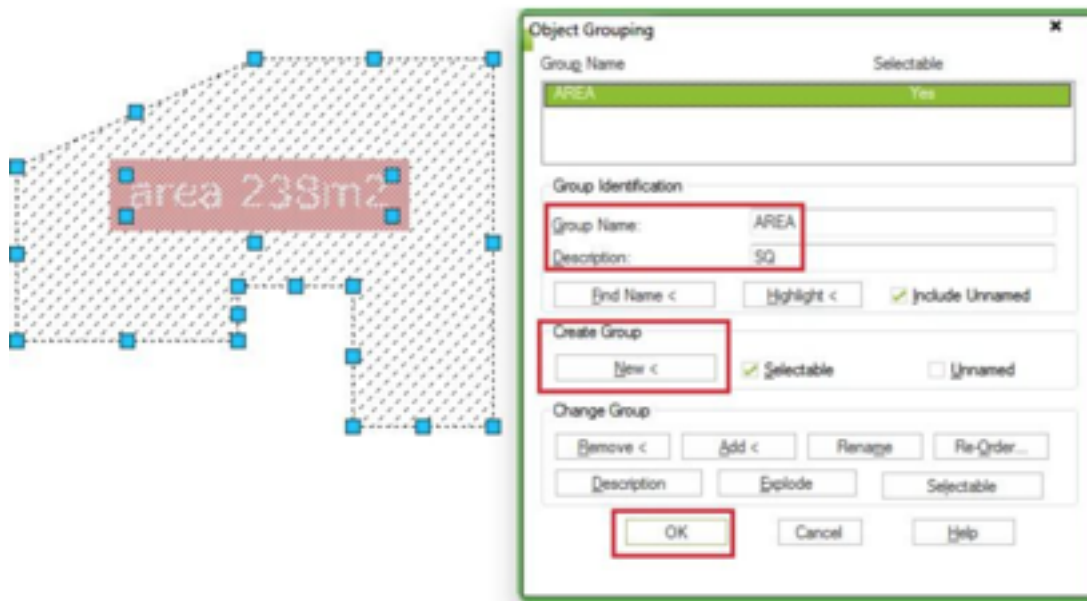 area 238m2
Object Grouping
Group Name Selectable
AREA Yes
Group Identification
Group Name: AREA
Description: SQ
Find Name < Highlight < Include Unnamed
Create Group
New < Selectable Unnamed
Change Group
Remove < Add < Rename Re-Order...
Description Explode Selectable
OK Cancel Help